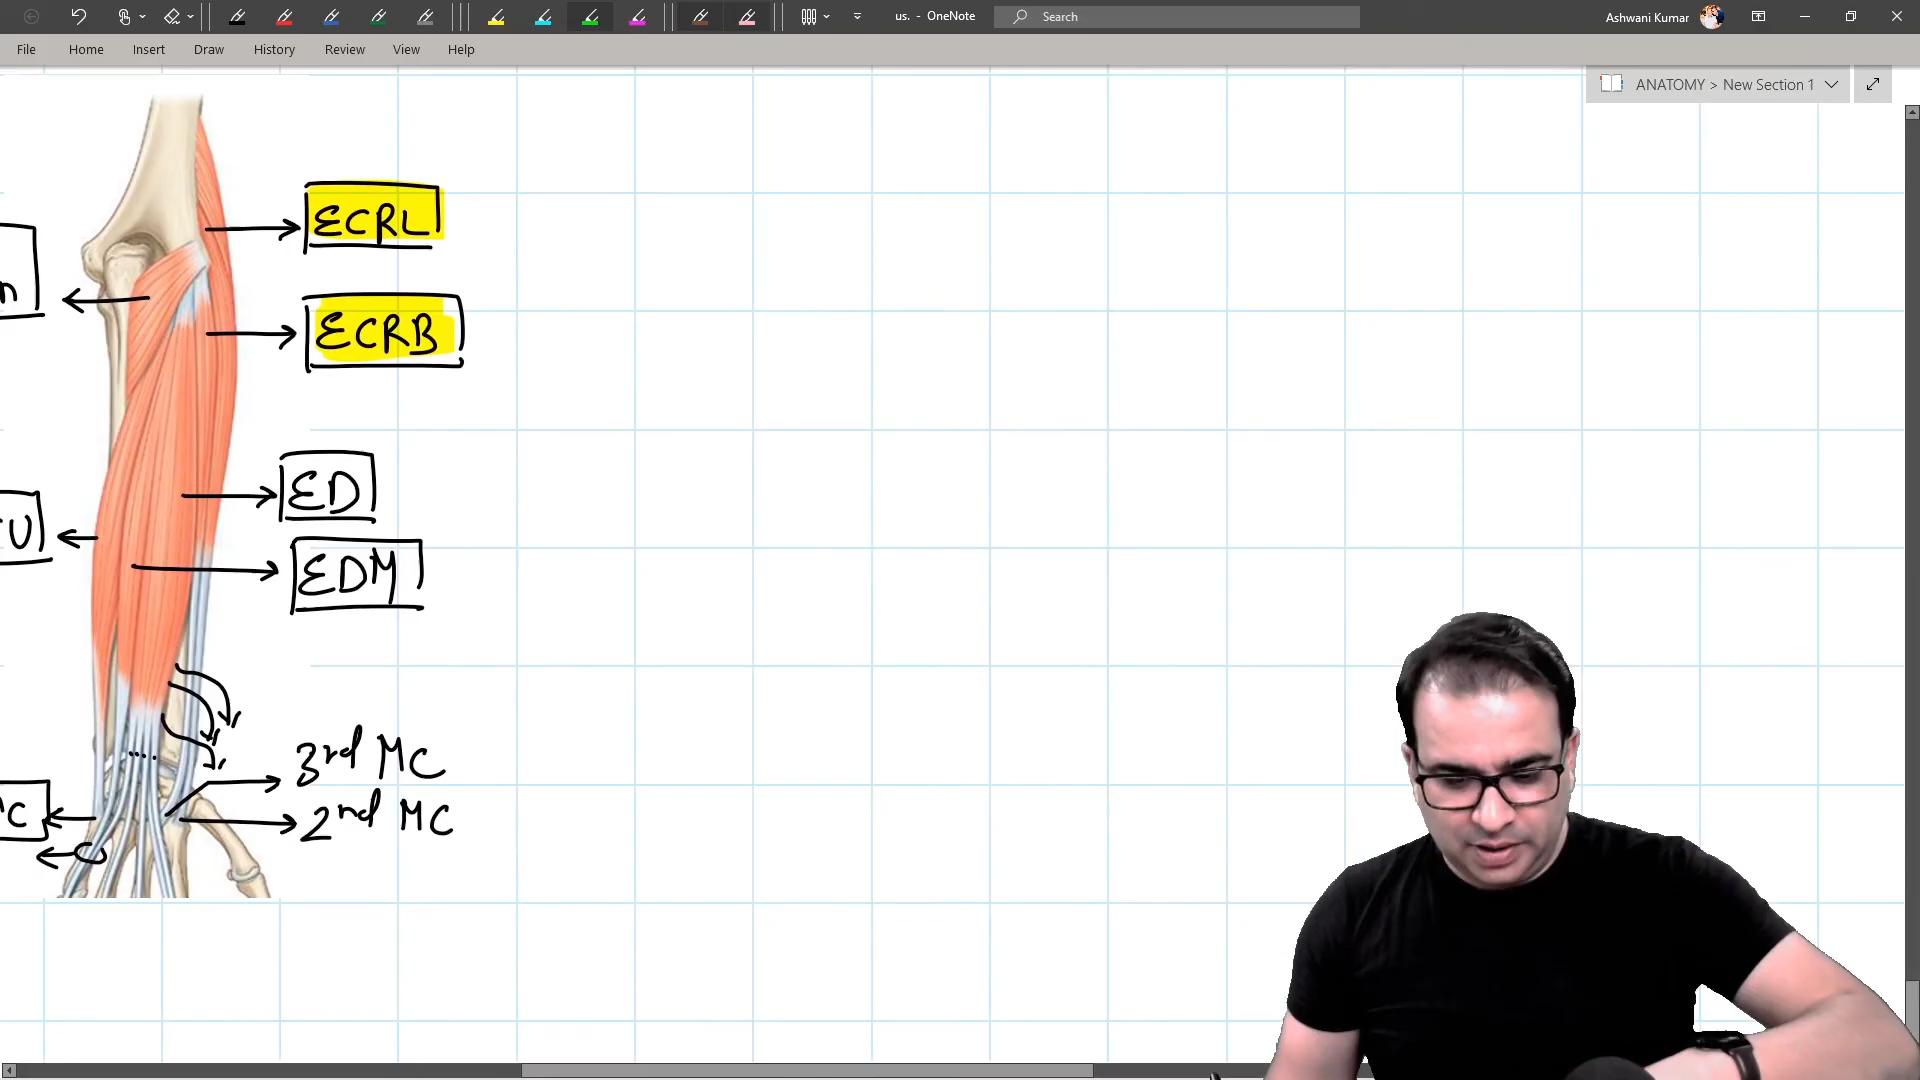 us. - OneNote
Search
Ashwani Kumar
File Home Insert Draw History Review View Help
ANATOMY > New Section 1
ECRL
n
ECRB
ED
U
EDM
3rd MC
C
2nd MC